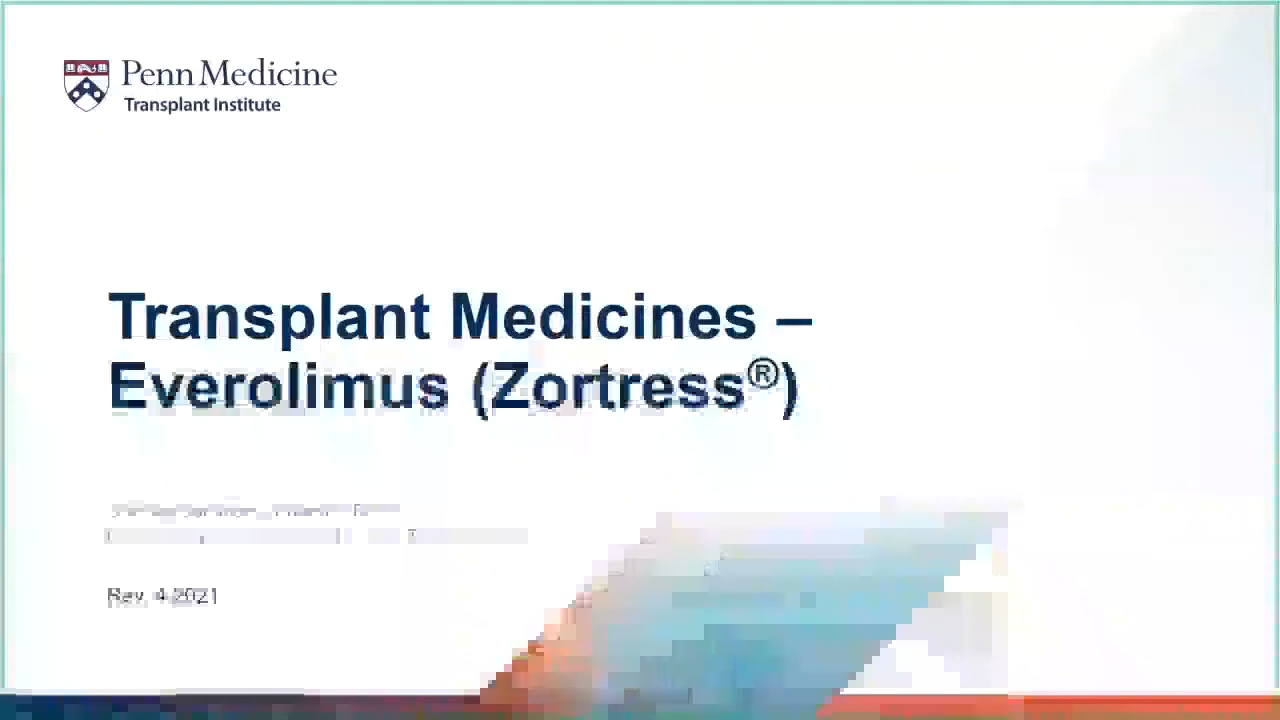 Penn Medicine
Transplant Institute
Transplant Medicines –
Everolimus (Zortress®)
Rev. 4.2021